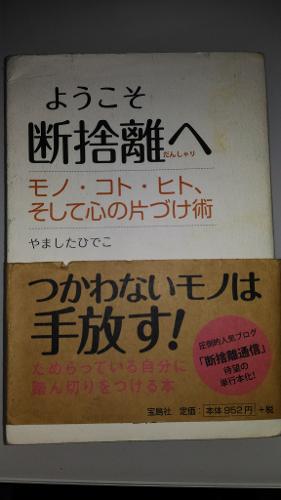 ようこそ
断捨離へ
だんしゃり
モノ・コト・ヒト、
そして心の片づけ術
やましたひでこ
つかわないモノは
手放す!
ためらっている自分に
踏ん切りをつける本
圧倒的人気ブログ
「断捨離通信」
待望の
単行本化!
宝島社 定価:本体952円+税